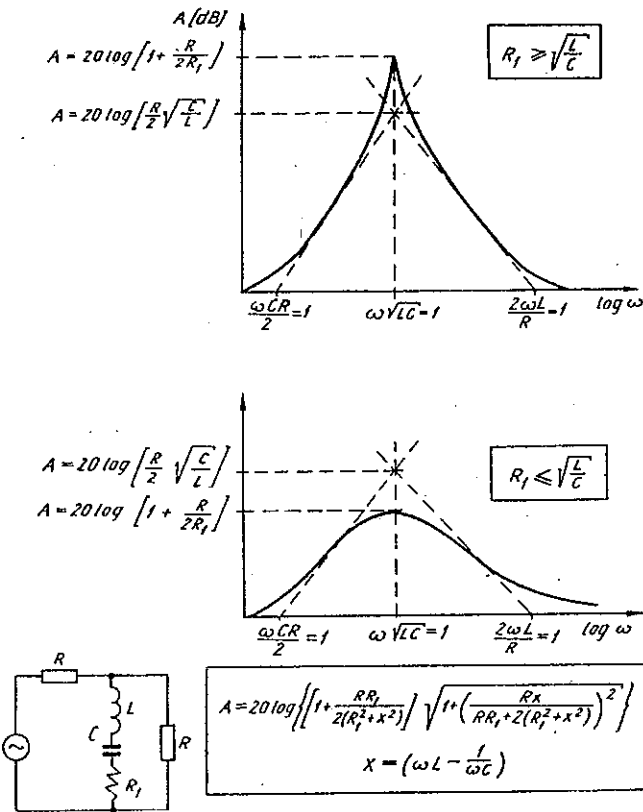 A [dB]
A = 20 log [1 + R/2R₁]
R₁ ⩾ √(L/C)
A = 20 log [R/2 √(C/L)]
ωCR/2 = 1
ω√LC = 1
2ωL/R = 1
log ω
A = 20 log [R/2 √(C/L)]
R₁ ⩽ √(L/C)
A = 20 log [1 + R/2R₁]
ωCR/2 = 1
ω√LC = 1
2ωL/R = 1
log ω
R
L
C
R
R₁
A = 20 log {[1 + RR₁/2(R₁²+x²)] √(1 + (Rx/(RR₁+2(R₁²+x²)))²)}
X = (ωL − 1/ωC)